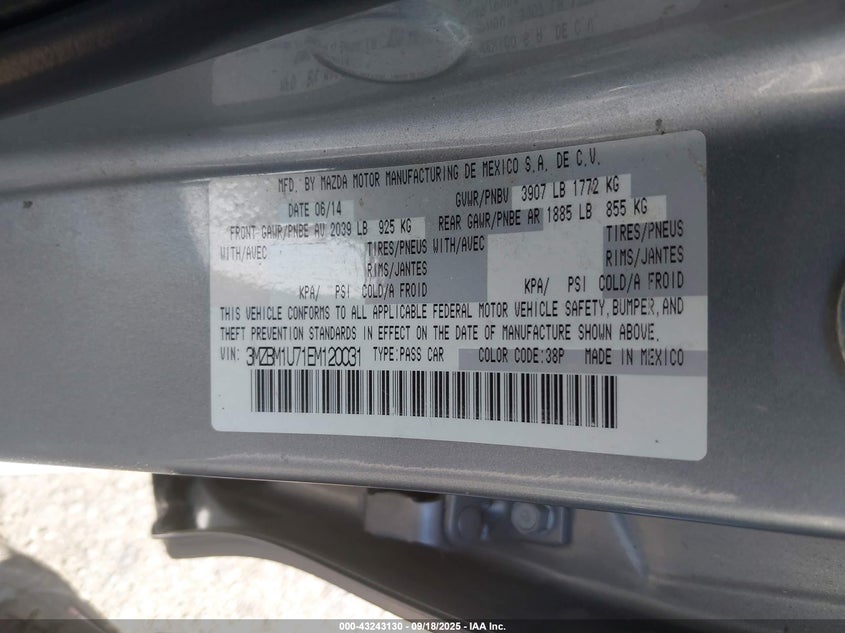 MFD. BY MAZDA MOTOR MANUFACTURING DE MEXICO S.A. DE C.V.
DATE 06/14 GVWR/PNBV 3907 LB 1772 KG
FRONT GAWR/PNBE AV 2039 LB 925 KG REAR GAWR/PNBE AR 1885 LB 855 KG
WITH/AVEC TIRES/PNEUS WITH/AVEC TIRES/PNEUS
RIMS/JANTES RIMS/JANTES
KPA/ PSI COLD/A FROID KPA/ PSI COLD/A FROID
THIS VEHICLE CONFORMS TO ALL APPLICABLE FEDERAL MOTOR VEHICLE SAFETY, BUMPER, AND
THEFT PREVENTION STANDARDS IN EFFECT ON THE DATE OF MANUFACTURE SHOWN ABOVE.
VIN: 3MZBM1U71EM120031 TYPE:PASS CAR COLOR CODE:38P MADE IN MEXICO
000-43243130 - 09/18/2025 - IAA Inc.